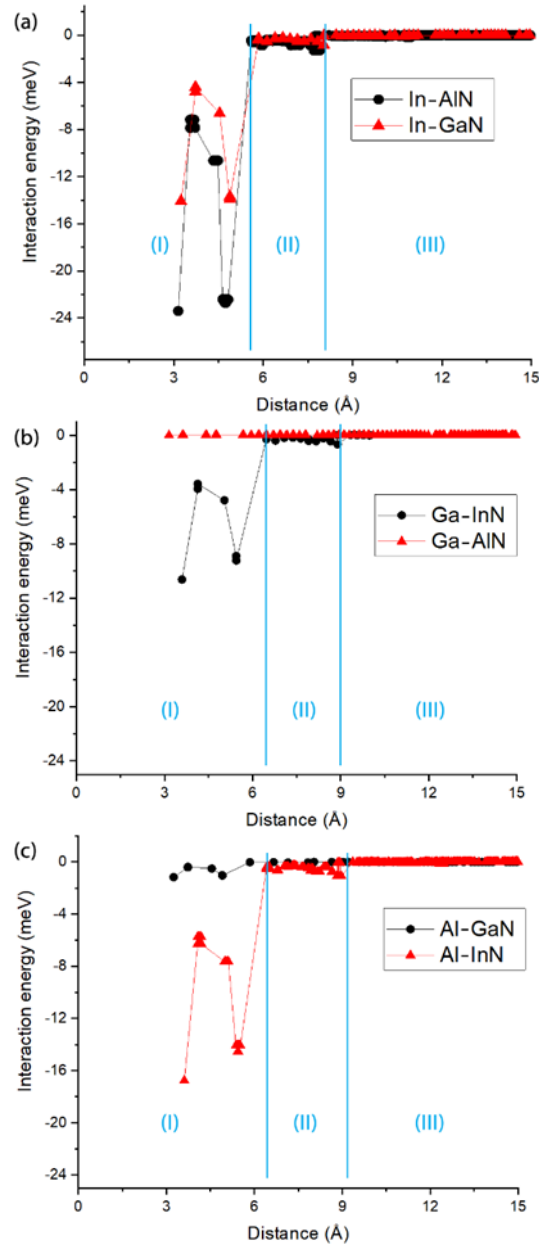 (a)
0
-4
-8
-12
-16
-20
-24
Interaction energy (meV)
In-AlN
In-GaN
(I)
(II)
(III)
0
3
6
9
12
15
Distance (Å)
(b)
0
-4
-8
-12
-16
-20
-24
Interaction energy (meV)
Ga-InN
Ga-AlN
(I)
(II)
(III)
0
3
6
9
12
15
Distance (Å)
(c)
0
-4
-8
-12
-16
-20
-24
Interaction energy (meV)
Al-GaN
Al-InN
(I)
(II)
(III)
0
3
6
9
12
15
Distance (Å)